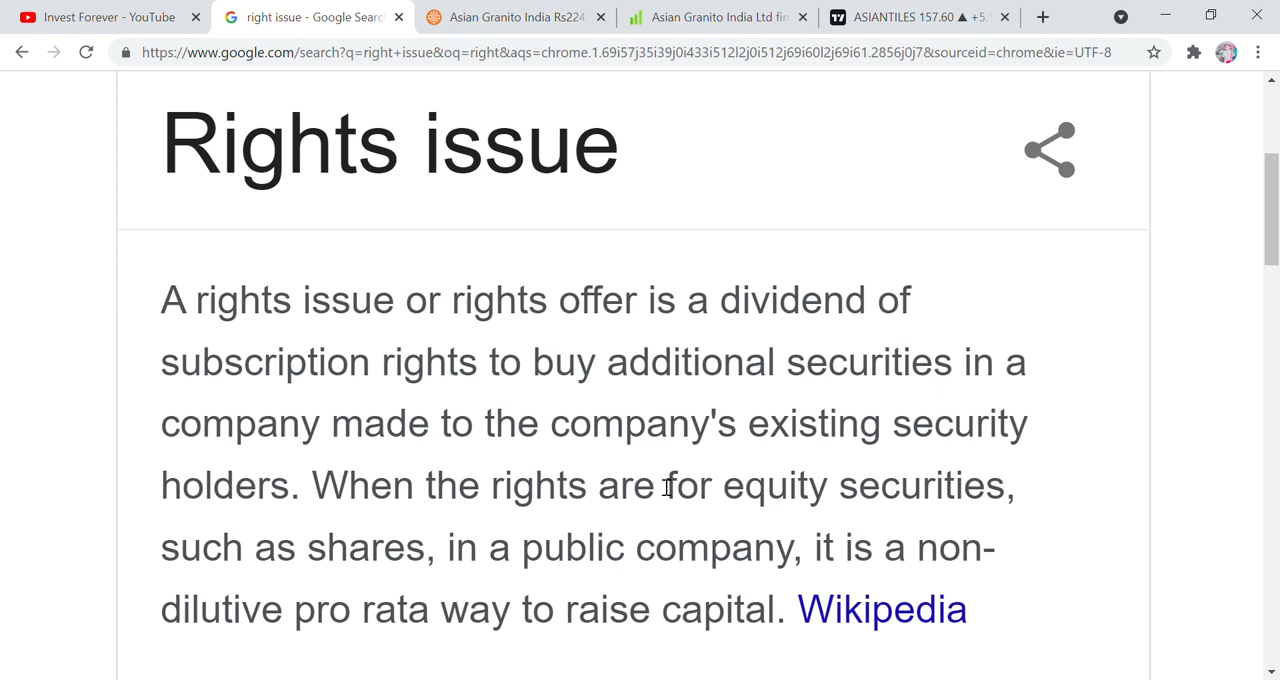 Invest Forever - YouTube
right issue - Google Searc
Asian Granito India Rs224
Asian Granito India Ltd fin
ASIANTILES 157.60 ▲ +5.
https://www.google.com/search?q=right+issue&oq=right&aqs=chrome.1.69i57j35i39j0i433i512l2j0i512j69i60l2j69i61.2856j0j7&sourceid=chrome&ie=UTF-8
Rights issue
A rights issue or rights offer is a dividend of
subscription rights to buy additional securities in a
company made to the company's existing security
holders. When the rights are for equity securities,
such as shares, in a public company, it is a non-
dilutive pro rata way to raise capital. Wikipedia